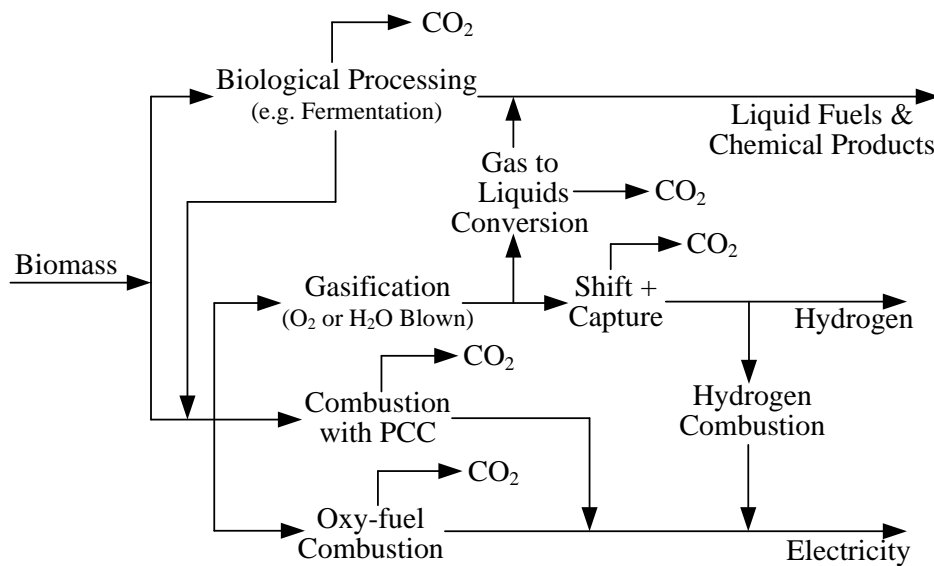 CO₂
Biological Processing
(e.g. Fermentation)
Liquid Fuels &
Chemical Products
Gas to
Liquids
Conversion
CO₂
Biomass
Gasification
(O₂ or H₂O Blown)
CO₂
Shift +
Capture
Hydrogen
CO₂
Combustion
with PCC
Hydrogen
Combustion
CO₂
Oxy-fuel
Combustion
Electricity